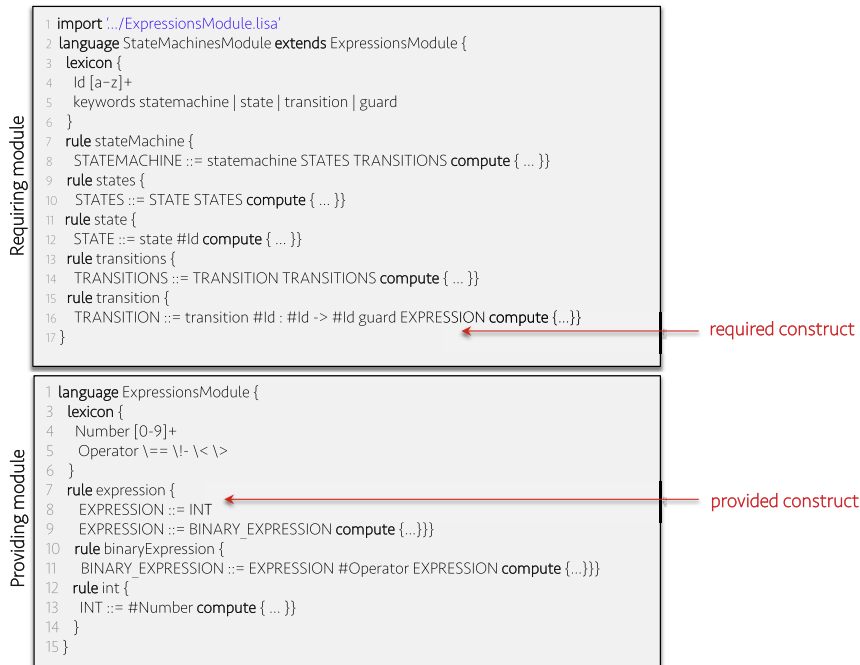 Requiring module
1 import '.../ExpressionsModule.lisa'
2 language StateMachinesModule extends ExpressionsModule {
3 lexicon {
4 Id [a-z]+
5 keywords statemachine | state | transition | guard
6 }
7 rule stateMachine {
8 STATEMACHINE ::= statemachine STATES TRANSITIONS compute { ... }}
9 rule states {
10 STATES ::= STATE STATES compute { ... }}
11 rule state {
12 STATE ::= state #Id compute { ... }}
13 rule transitions {
14 TRANSITIONS ::= TRANSITION TRANSITIONS compute { ... }}
15 rule transition {
16 TRANSITION ::= transition #Id : #Id -> #Id guard EXPRESSION compute {...}}
17 }
required construct
Providing module
1 language ExpressionsModule {
3 lexicon {
4 Number [0-9]+
5 Operator \== \!- \< \>
6 }
7 rule expression {
8 EXPRESSION ::= INT
9 EXPRESSION ::= BINARY_EXPRESSION compute {...}}}
10 rule binaryExpression {
11 BINARY_EXPRESSION ::= EXPRESSION #Operator EXPRESSION compute {...}}}
12 rule int {
13 INT ::= #Number compute { ... }}
14 }
15 }
provided construct